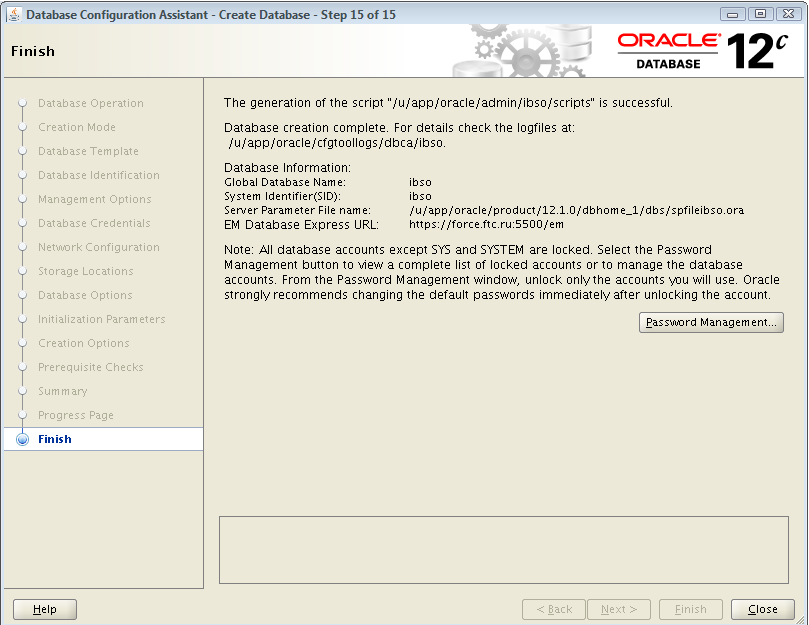 Database Configuration Assistant - Create Database - Step 15 of 15
Finish
ORACLE
DATABASE
12c
Database Operation
Creation Mode
Database Template
Database Identification
Management Options
Database Credentials
Network Configuration
Storage Locations
Database Options
Initialization Parameters
Creation Options
Prerequisite Checks
Summary
Progress Page
Finish
The generation of the script "/u/app/oracle/admin/ibso/scripts" is successful.
Database creation complete. For details check the logfiles at:
/u/app/oracle/cfgtoollogs/dbca/ibso.
Database Information:
Global Database Name: ibso
System Identifier(SID): ibso
Server Parameter File name: /u/app/oracle/product/12.1.0/dbhome_1/dbs/spfileibso.ora
EM Database Express URL: https://force.ftc.ru:5500/em
Note: All database accounts except SYS and SYSTEM are locked. Select the Password
Management button to view a complete list of locked accounts or to manage the database
accounts. From the Password Management window, unlock only the accounts you will use. Oracle
strongly recommends changing the default passwords immediately after unlocking the account.
Password Management...
Help
< Back
Next >
Finish
Close